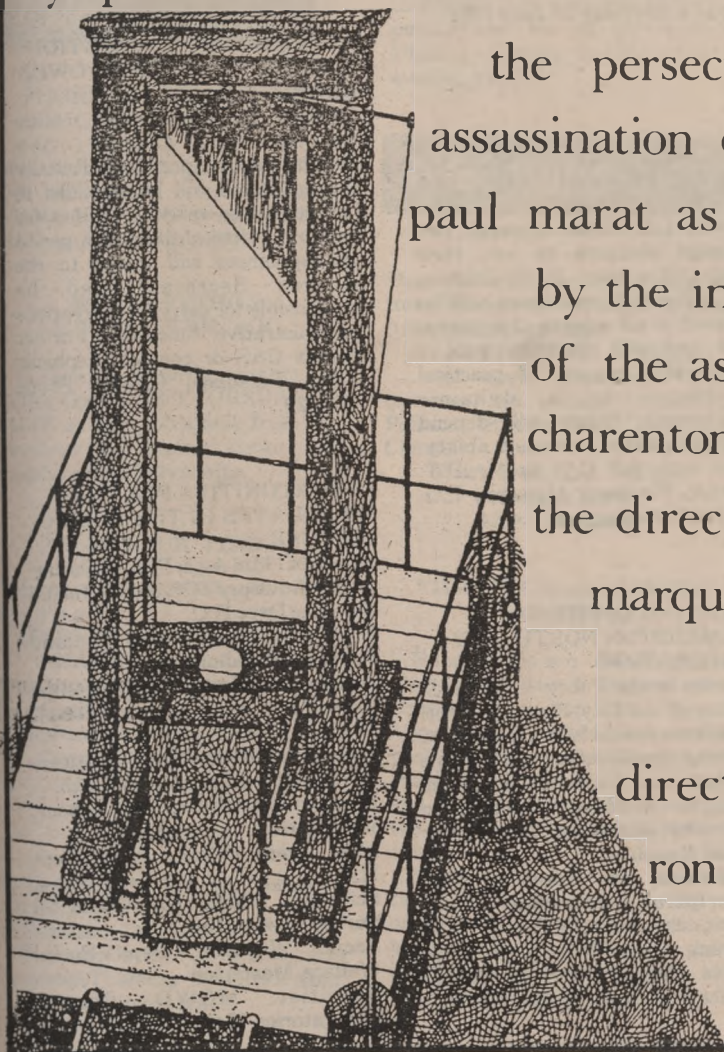 the persec
assassination
paul marat as
by the in
of the as
charenton
the direc
marqu
direct
ron